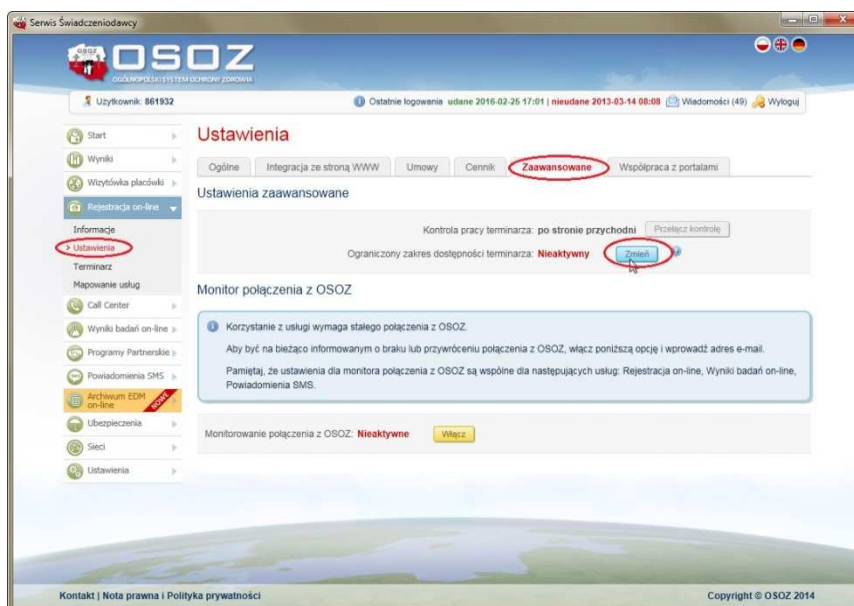 Serwis Świadczeniodawcy
OSOZ
OSOZ
OGÓLNOPOLSKI SYSTEM OCHRONY ZDROWIA
Użytkownik: 861932
Ostatnie logowania udane 2016-02-25 17:01 | nieudane 2013-03-14 08:08 Wiadomości (49) Wyloguj
Start
Wyniki
Wizytówka placówki
Rejestracja on-line
Informacje
> Ustawienia
Terminarz
Mapowanie usług
Call Center
Wyniki badań on-line
Programy Partnerskie
Powiadomienia SMS
Archiwum EDM
on-line
NOWE
Ubezpieczenia
Sieci
Ustawienia
Ustawienia
Ogólne Integracja ze stroną WWW Umowy Cennik Zaawansowane Współpraca z portalami
Ustawienia zaawansowane
Kontrola pracy terminarza: po stronie przychodni Przełącz kontrolę
Ograniczony zakres dostępności terminarza: Nieaktywny Zmień
Monitor połączenia z OSOZ
Korzystanie z usługi wymaga stałego połączenia z OSOZ.
Aby być na bieżąco informowanym o braku lub przywróceniu połączenia z OSOZ, włącz poniższą opcję i wprowadź adres e-mail.
Pamiętaj, że ustawienia dla monitora połączenia z OSOZ są wspólne dla następujących usług: Rejestracja on-line, Wyniki badań on-line,
Powiadomienia SMS.
Monitorowanie połączenia z OSOZ: Nieaktywne Włącz
Kontakt | Nota prawna i Polityka prywatności
Copyright © OSOZ 2014